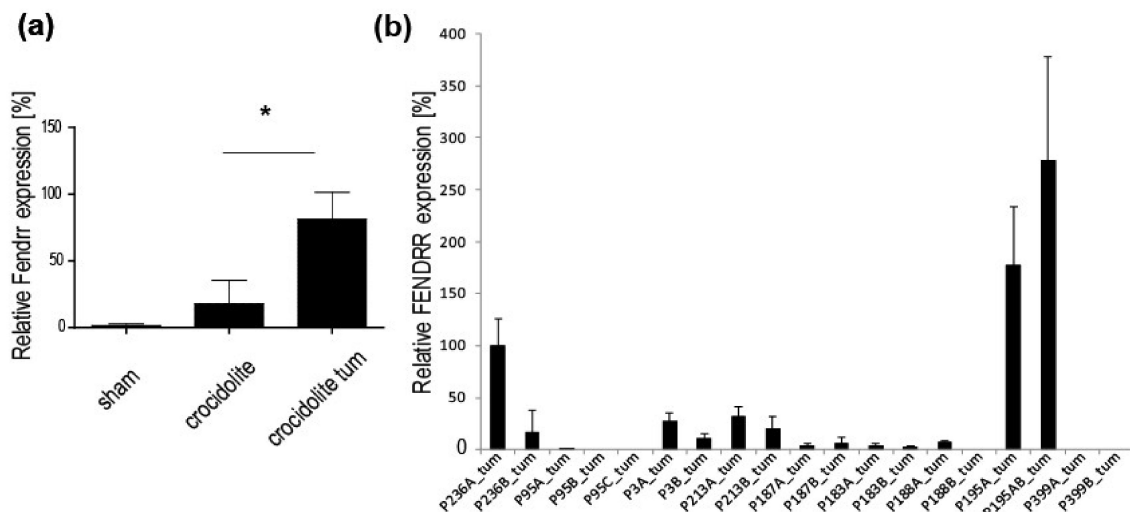 (a)
Relative Fendrr expression [%]
150
100
50
0
*
sham
crocidolite
crocidolite tum
(b)
Relative FENDRR expression [%]
400
350
300
250
200
150
100
50
0
P236A_tum
P236B_tum
P95A_tum
P95B_tum
P95C_tum
P3A_tum
P3B_tum
P213A_tum
P213B_tum
P187A_tum
P187B_tum
P183A_tum
P183B_tum
P188A_tum
P188B_tum
P195A_tum
P195AB_tum
P399A_tum
P399B_tum